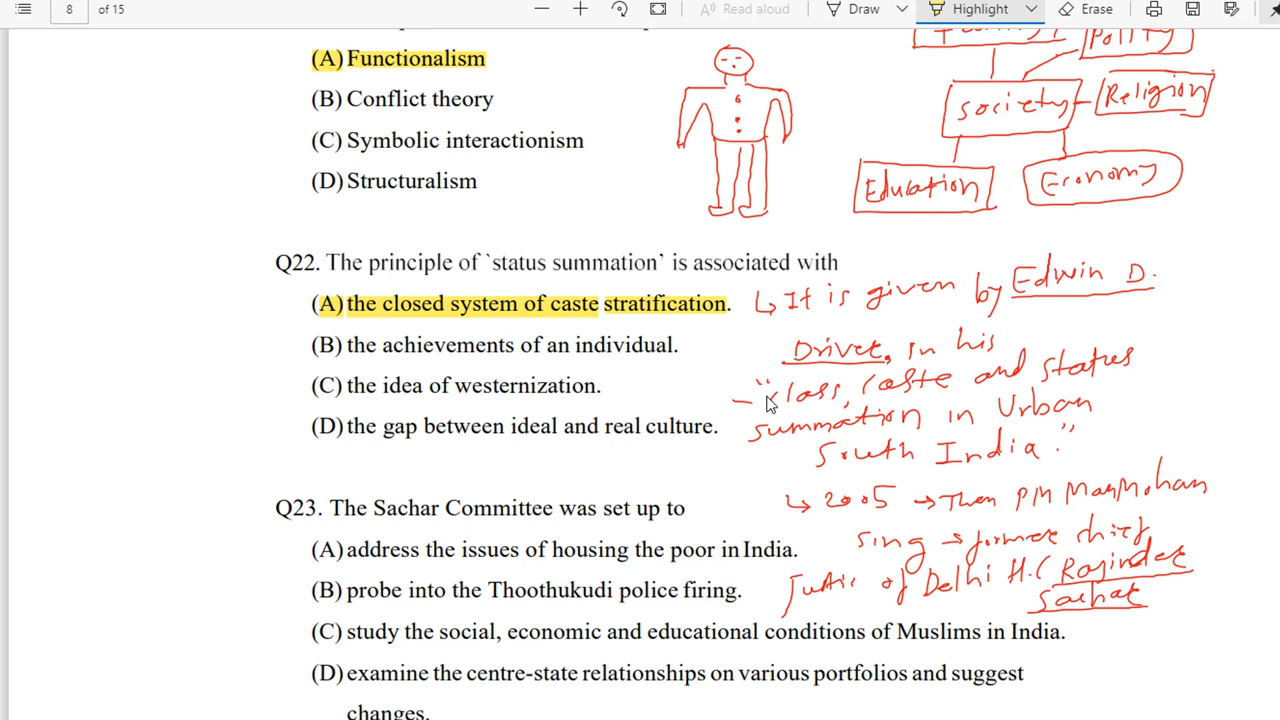 8 of 15
Read aloud
Draw
Highlight
Erase
Polity
(A) Functionalism
(B) Conflict theory
Society
Religion
(C) Symbolic interactionism
(D) Structuralism
Education
Economy
Q22. The principle of `status summation' is associated with
(A) the closed system of caste stratification.
↳ It is given by Edwin D.
(B) the achievements of an individual.
Driver, in his
(C) the idea of westernization.
– "Class, Caste and Status
(D) the gap between ideal and real culture.
summation in Urban
South India."
Q23. The Sachar Committee was set up to
↳ 2005 → Then PM ManMohan
(A) address the issues of housing the poor in India.
Sing → former chief
(B) probe into the Thoothukudi police firing.
Justic of Delhi H.C Rajinder
Sachar
(C) study the social, economic and educational conditions of Muslims in India.
(D) examine the centre-state relationships on various portfolios and suggest
changes.